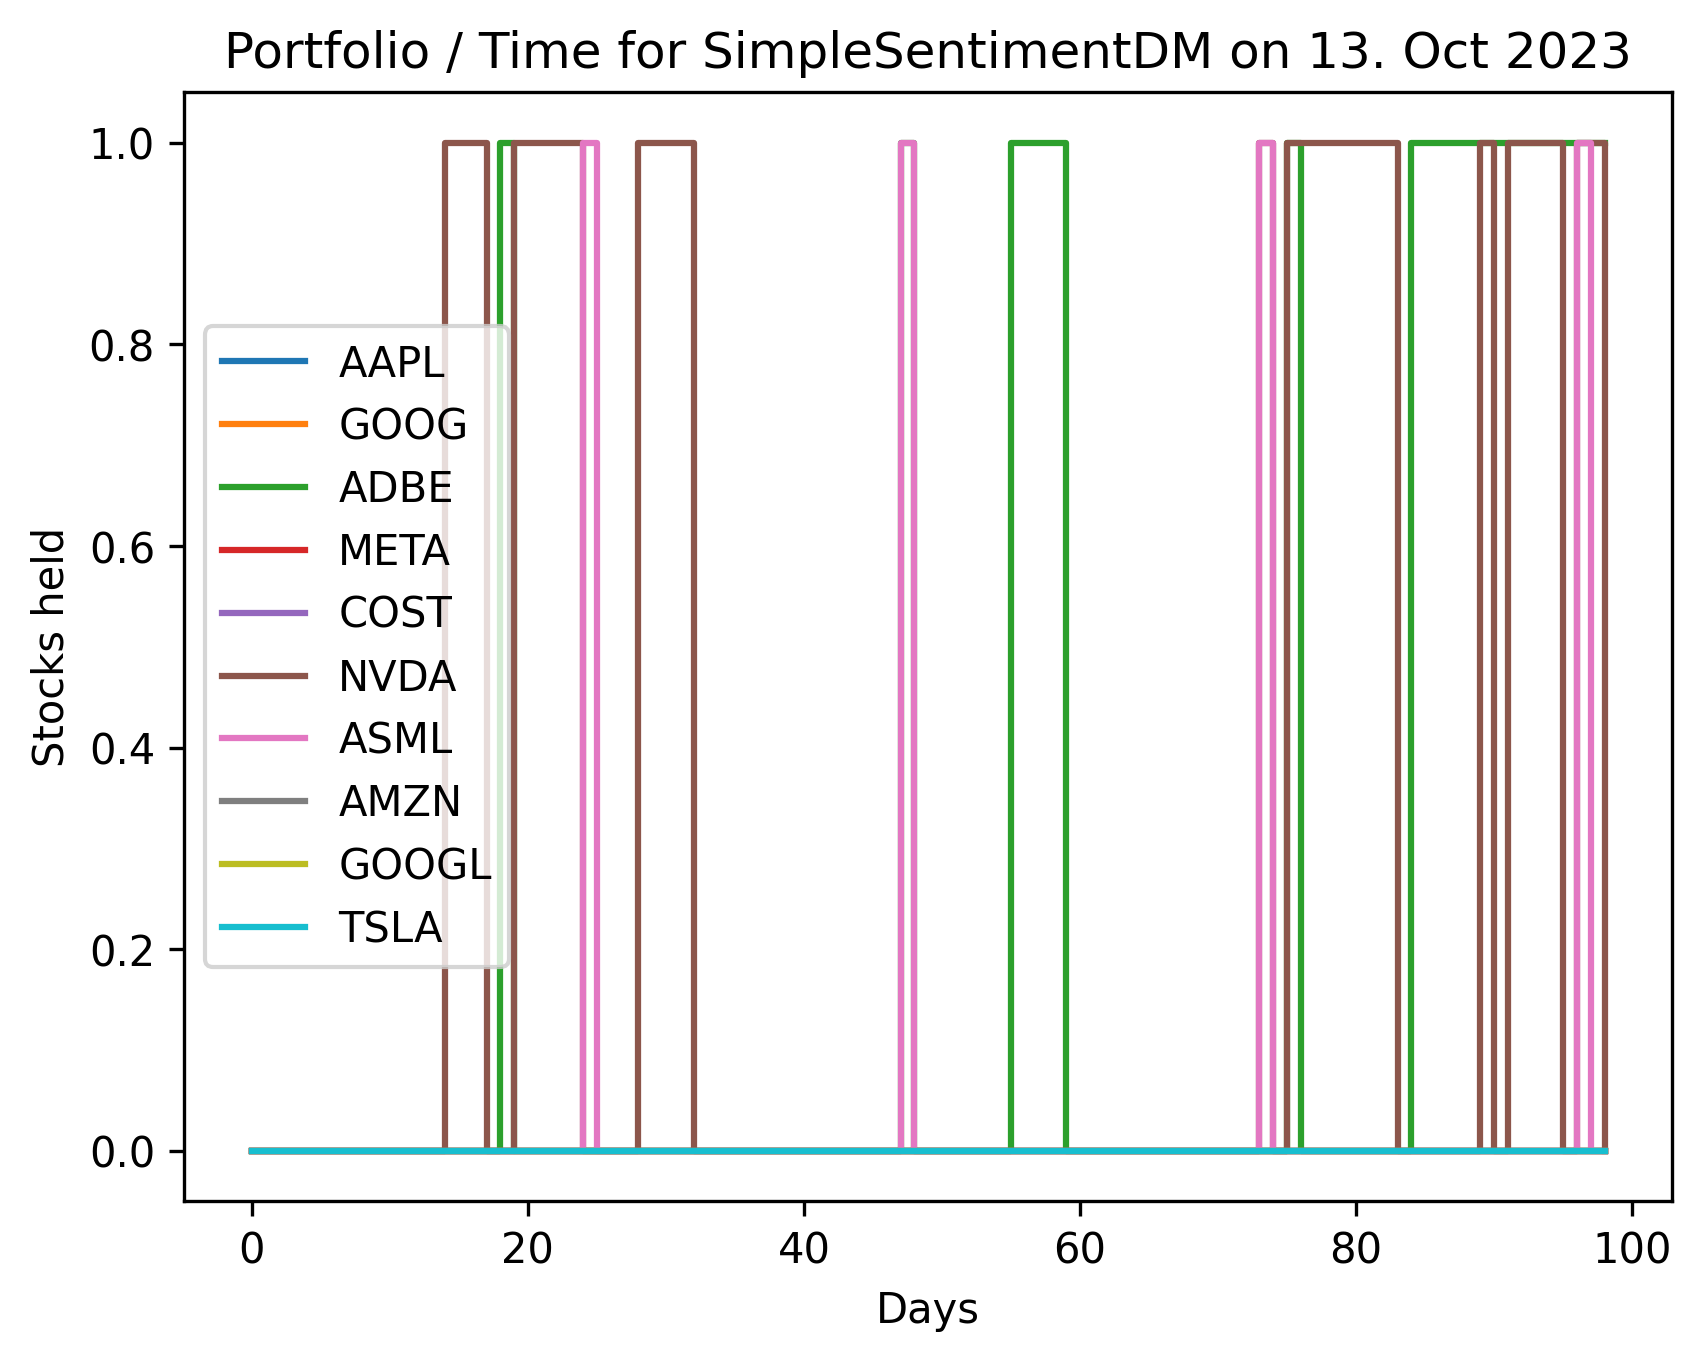 Portfolio / Time for SimpleSentimentDM on 13. Oct 2023
1.0
0.8
0.6
0.4
0.2
0.0
Stocks held
AAPL
GOOG
ADBE
META
COST
NVDA
ASML
AMZN
GOOGL
TSLA
0 20 40 60 80 100
Days